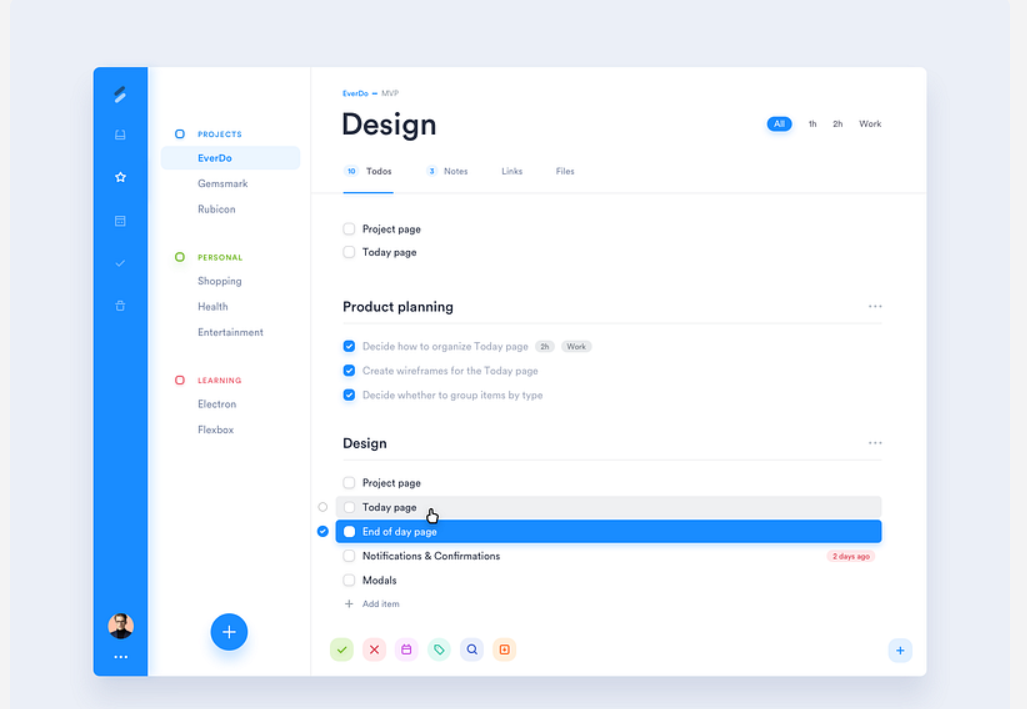 EverDo – MVP
Design
All 1h 2h Work
10 Todos 3 Notes Links Files
PROJECTS
EverDo
Gemsmark
Rubicon
PERSONAL
Shopping
Health
Entertainment
LEARNING
Electron
Flexbox
Project page
Today page
Product planning
Decide how to organize Today page 2h Work
Create wireframes for the Today page
Decide whether to group items by type
Design
Project page
Today page
End of day page
Notifications & Confirmations 2 days ago
Modals
+ Add item